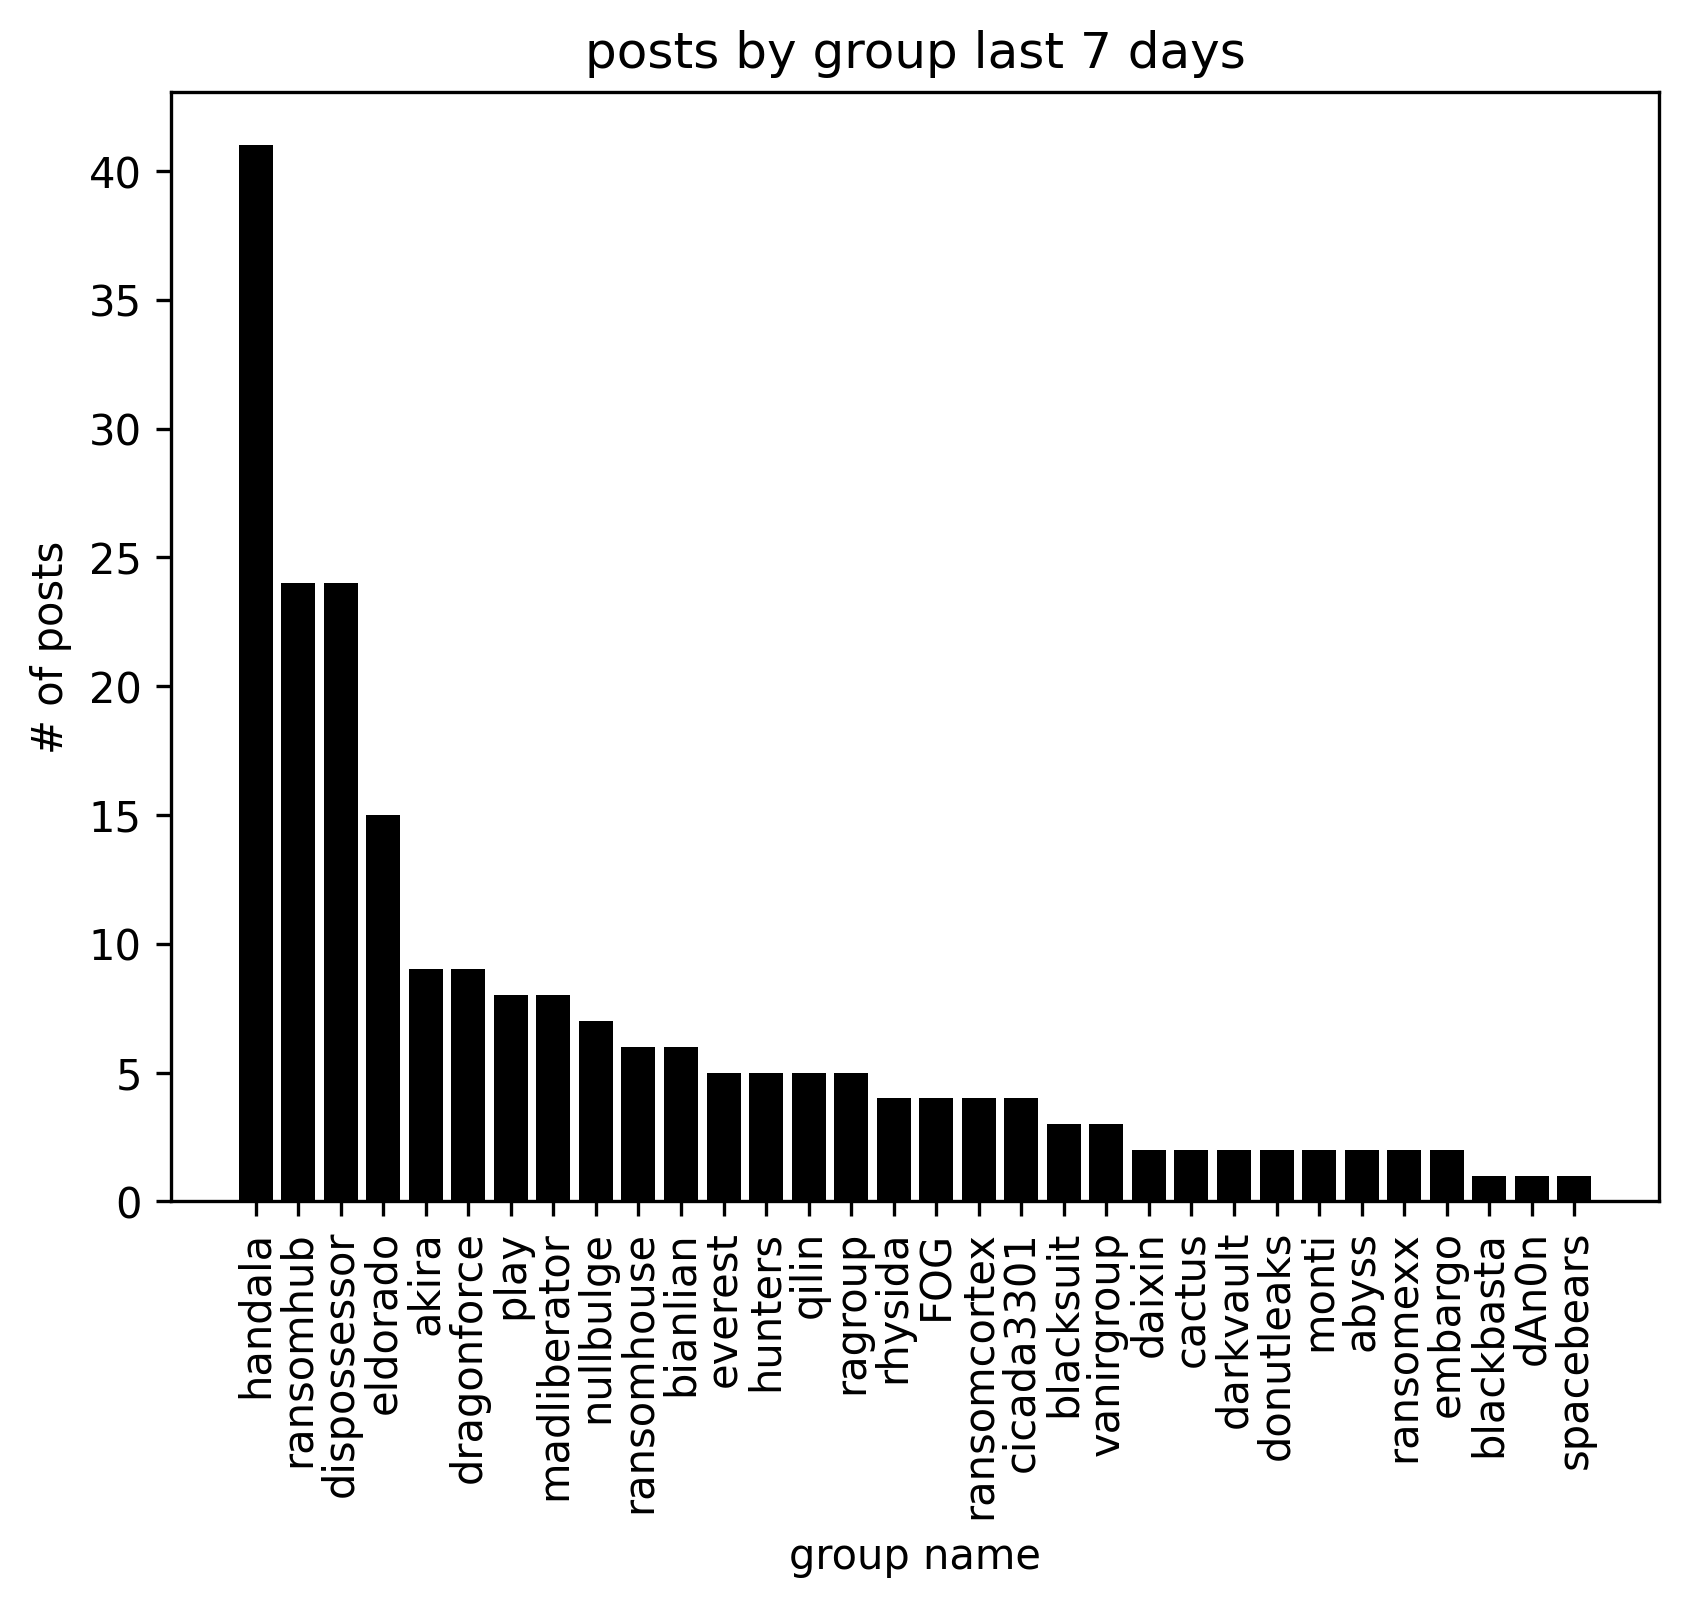 posts by group last 7 days
# of posts
40
35
30
25
20
15
10
5
0
handala
ransomhub
dispossessor
eldorado
akira
dragonforce
play
madliberator
nullbulge
ransomhouse
bianlian
everest
hunters
qilin
ragroup
rhysida
FOG
ransomcortex
cicada3301
blacksuit
vanirgroup
daixin
cactus
darkvault
donutleaks
monti
abyss
ransomexx
embargo
blackbasta
dAn0n
spacebears
group name